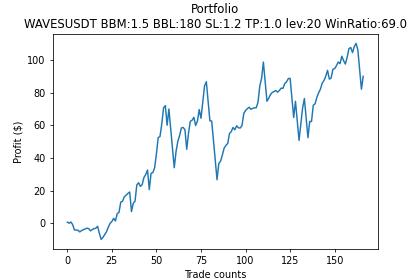 Portfolio
WAVESUSDT BBM:1.5 BBL:180 SL:1.2 TP:1.0 lev:20 WinRatio:69.0
Profit ($)
100
80
60
40
20
0
0 25 50 75 100 125 150
Trade counts